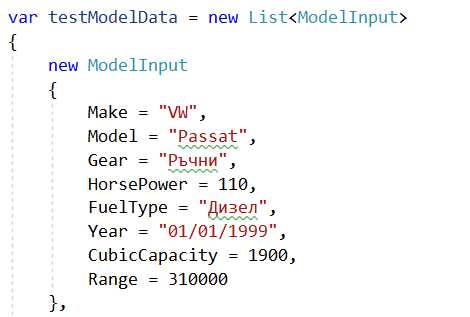 var testModelData = new List<ModelInput>
{
new ModelInput
{
Make = "VW",
Model = "Passat",
Gear = "Ръчни",
HorsePower = 110,
FuelType = "Дизел",
Year = "01/01/1999",
CubicCapacity = 1900,
Range = 310000
},